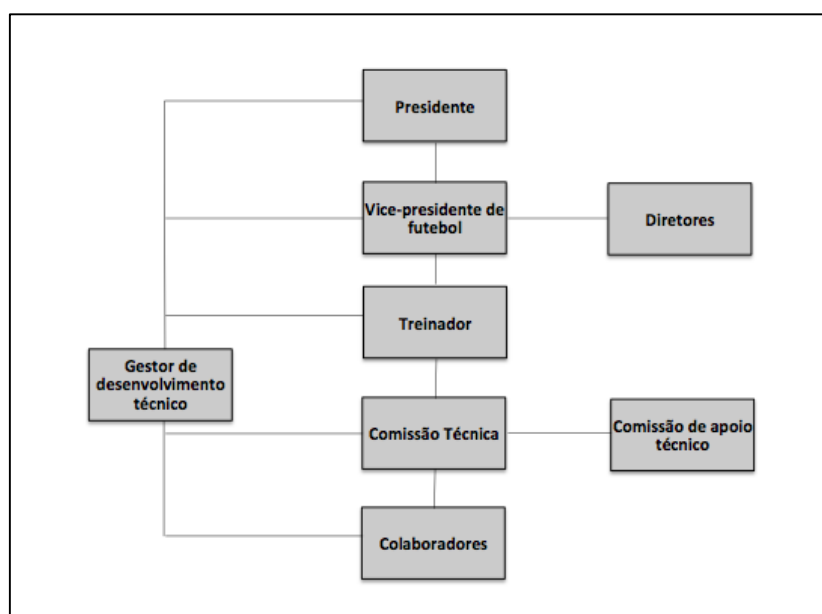 Presidente
Vice-presidente de
futebol
Diretores
Treinador
Gestor de
desenvolvimento
técnico
Comissão Técnica
Comissão de apoio
técnico
Colaboradores